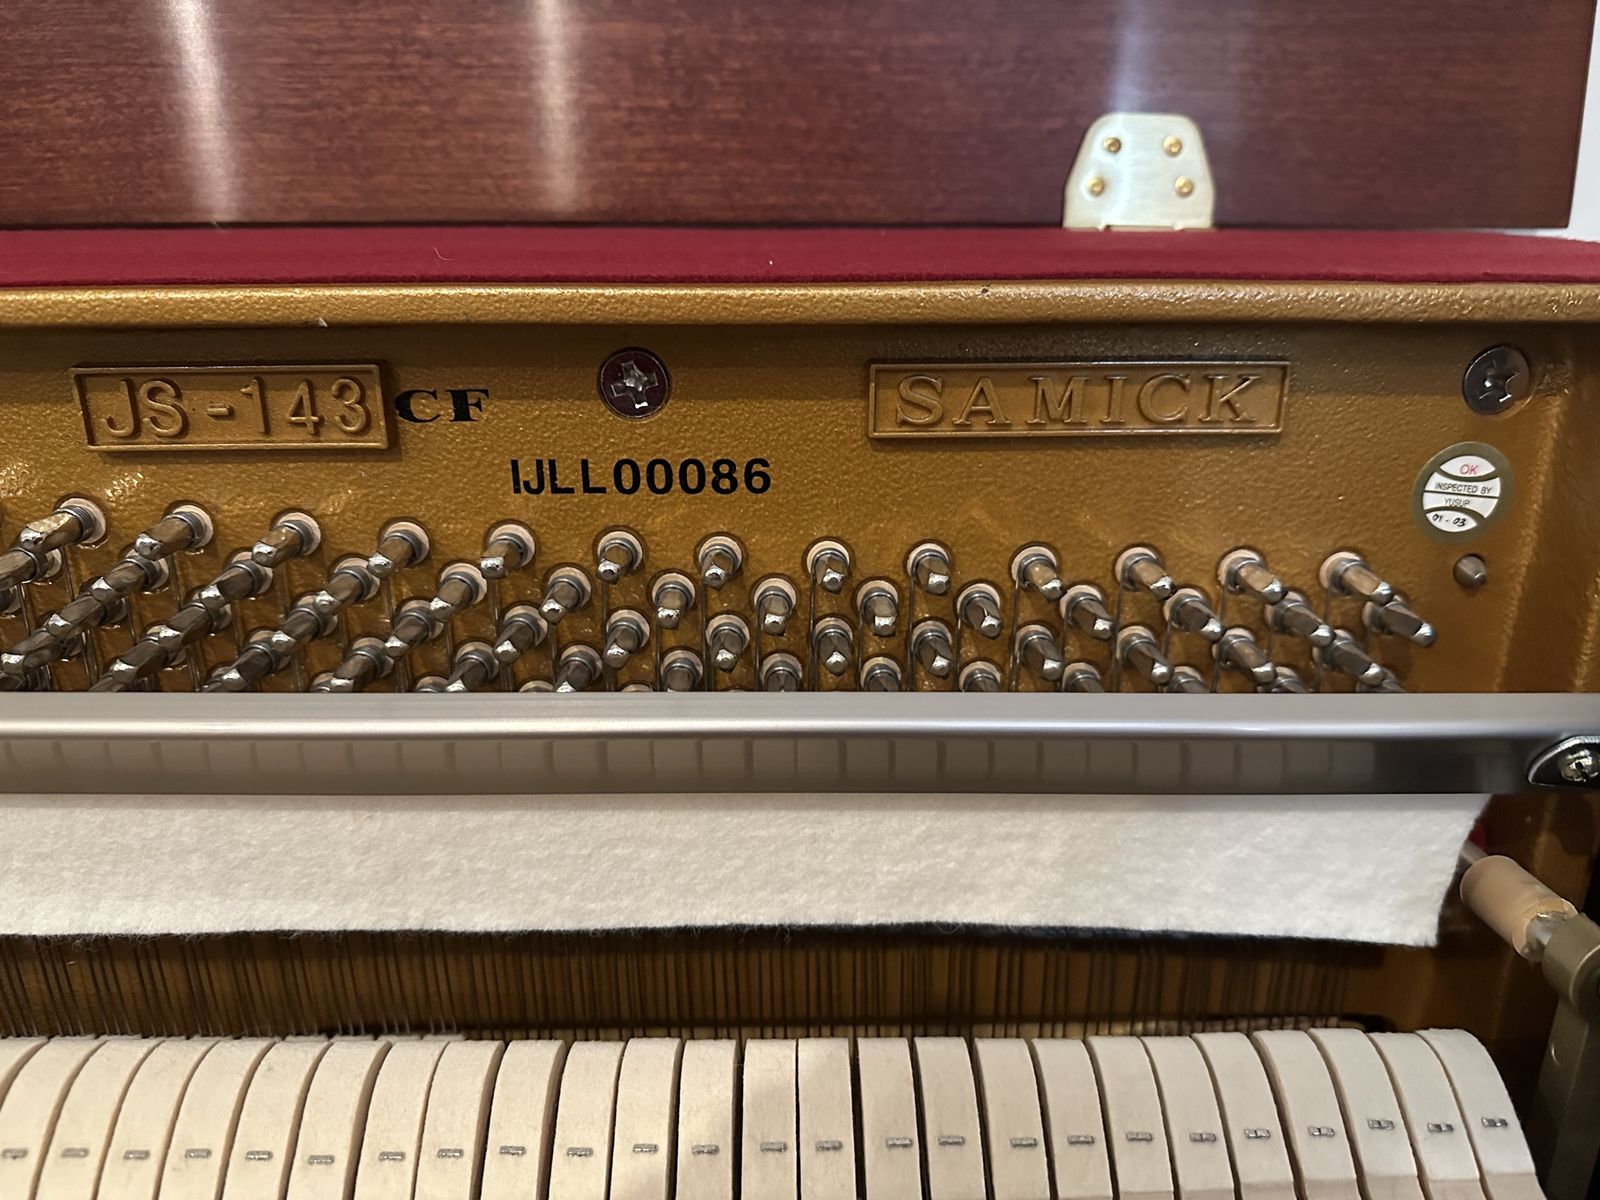 JS-143 CF
SAMICK
IJLL00086
OK
INSPECTED BY
YUSUP
01-03